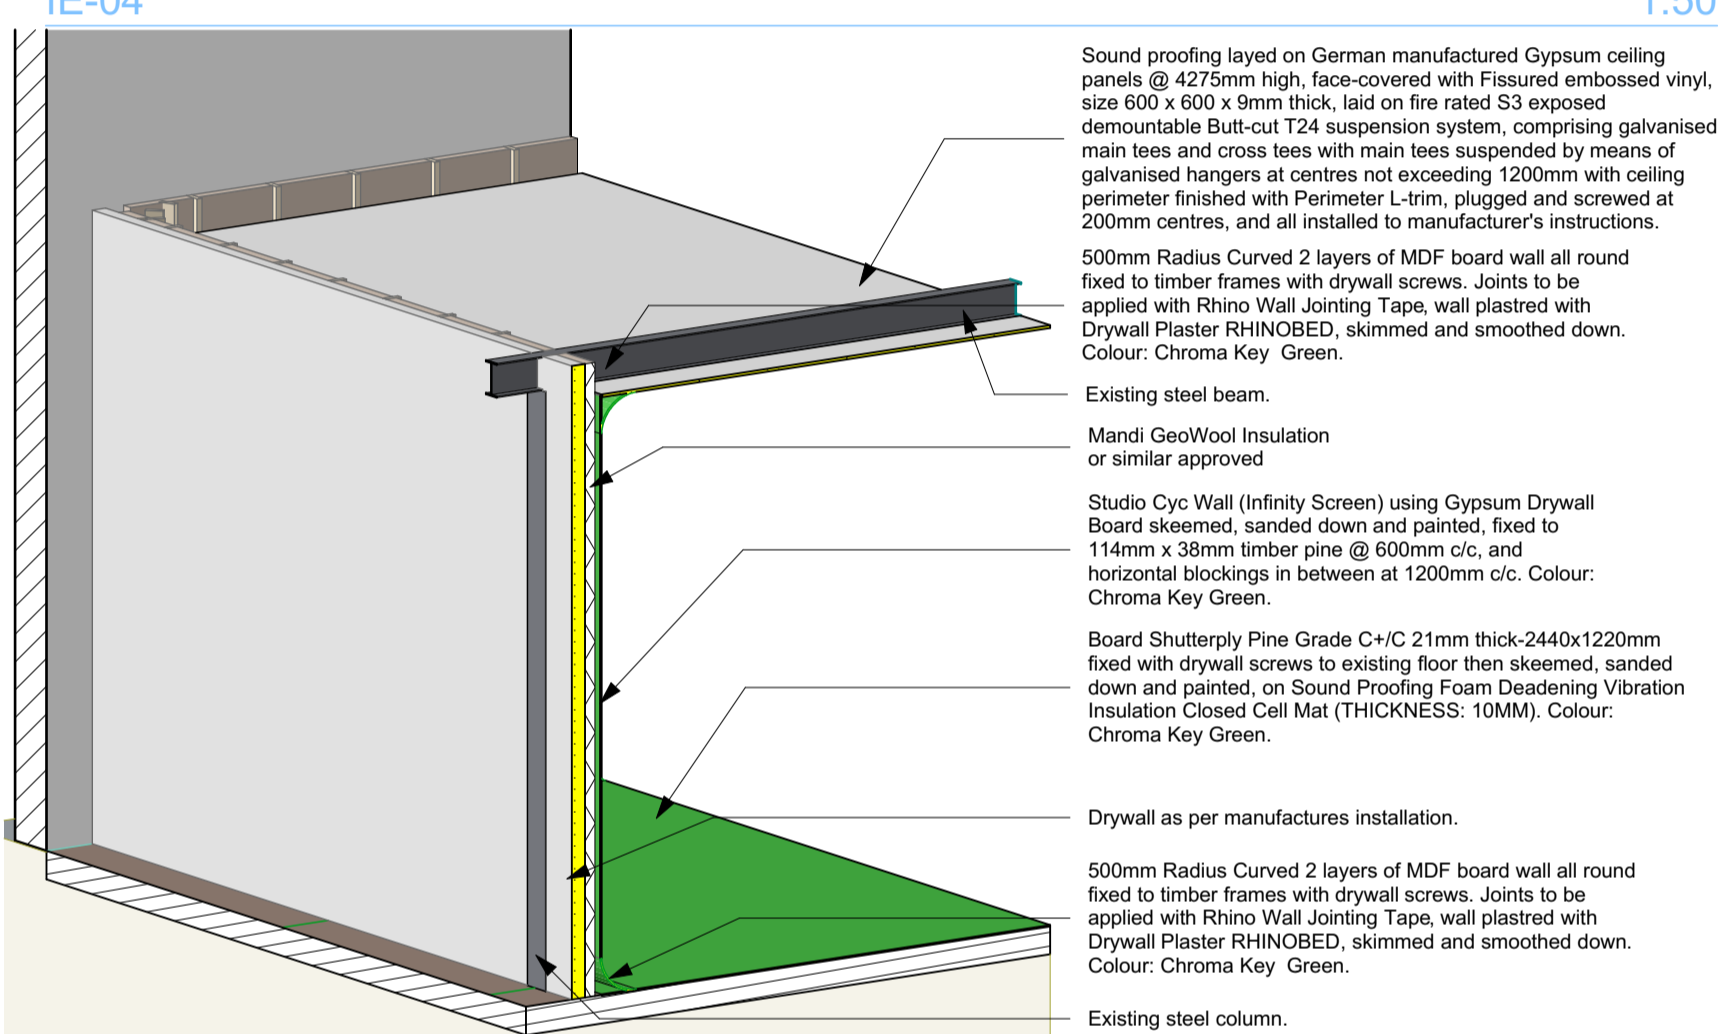 IE-04
1:50
Sound proofing layed on German manufactured Gypsum ceiling
panels @ 4275mm high, face-covered with Fissured embossed vinyl,
size 600 x 600 x 9mm thick, laid on fire rated S3 exposed
demountable Butt-cut T24 suspension system, comprising galvanised
main tees and cross tees with main tees suspended by means of
galvanised hangers at centres not exceeding 1200mm with ceiling
perimeter finished with Perimeter L-trim, plugged and screwed at
200mm centres, and all installed to manufacturer's instructions.
500mm Radius Curved 2 layers of MDF board wall all round
fixed to timber frames with drywall screws. Joints to be
applied with Rhino Wall Jointing Tape, wall plastred with
Drywall Plaster RHINOBED, skimmed and smoothed down.
Colour: Chroma Key  Green.
Existing steel beam.
Mandi GeoWool Insulation
or similar approved
Studio Cyc Wall (Infinity Screen) using Gypsum Drywall
Board skeemed, sanded down and painted, fixed to
114mm x 38mm timber pine @ 600mm c/c, and
horizontal blockings in between at 1200mm c/c. Colour:
Chroma Key Green.
Board Shutterply Pine Grade C+/C 21mm thick-2440x1220mm
fixed with drywall screws to existing floor then skeemed, sanded
down and painted, on Sound Proofing Foam Deadening Vibration
Insulation Closed Cell Mat (THICKNESS: 10MM). Colour:
Chroma Key Green.
Drywall as per manufactures installation.
500mm Radius Curved 2 layers of MDF board wall all round
fixed to timber frames with drywall screws. Joints to be
applied with Rhino Wall Jointing Tape, wall plastred with
Drywall Plaster RHINOBED, skimmed and smoothed down.
Colour: Chroma Key  Green.
Existing steel column.